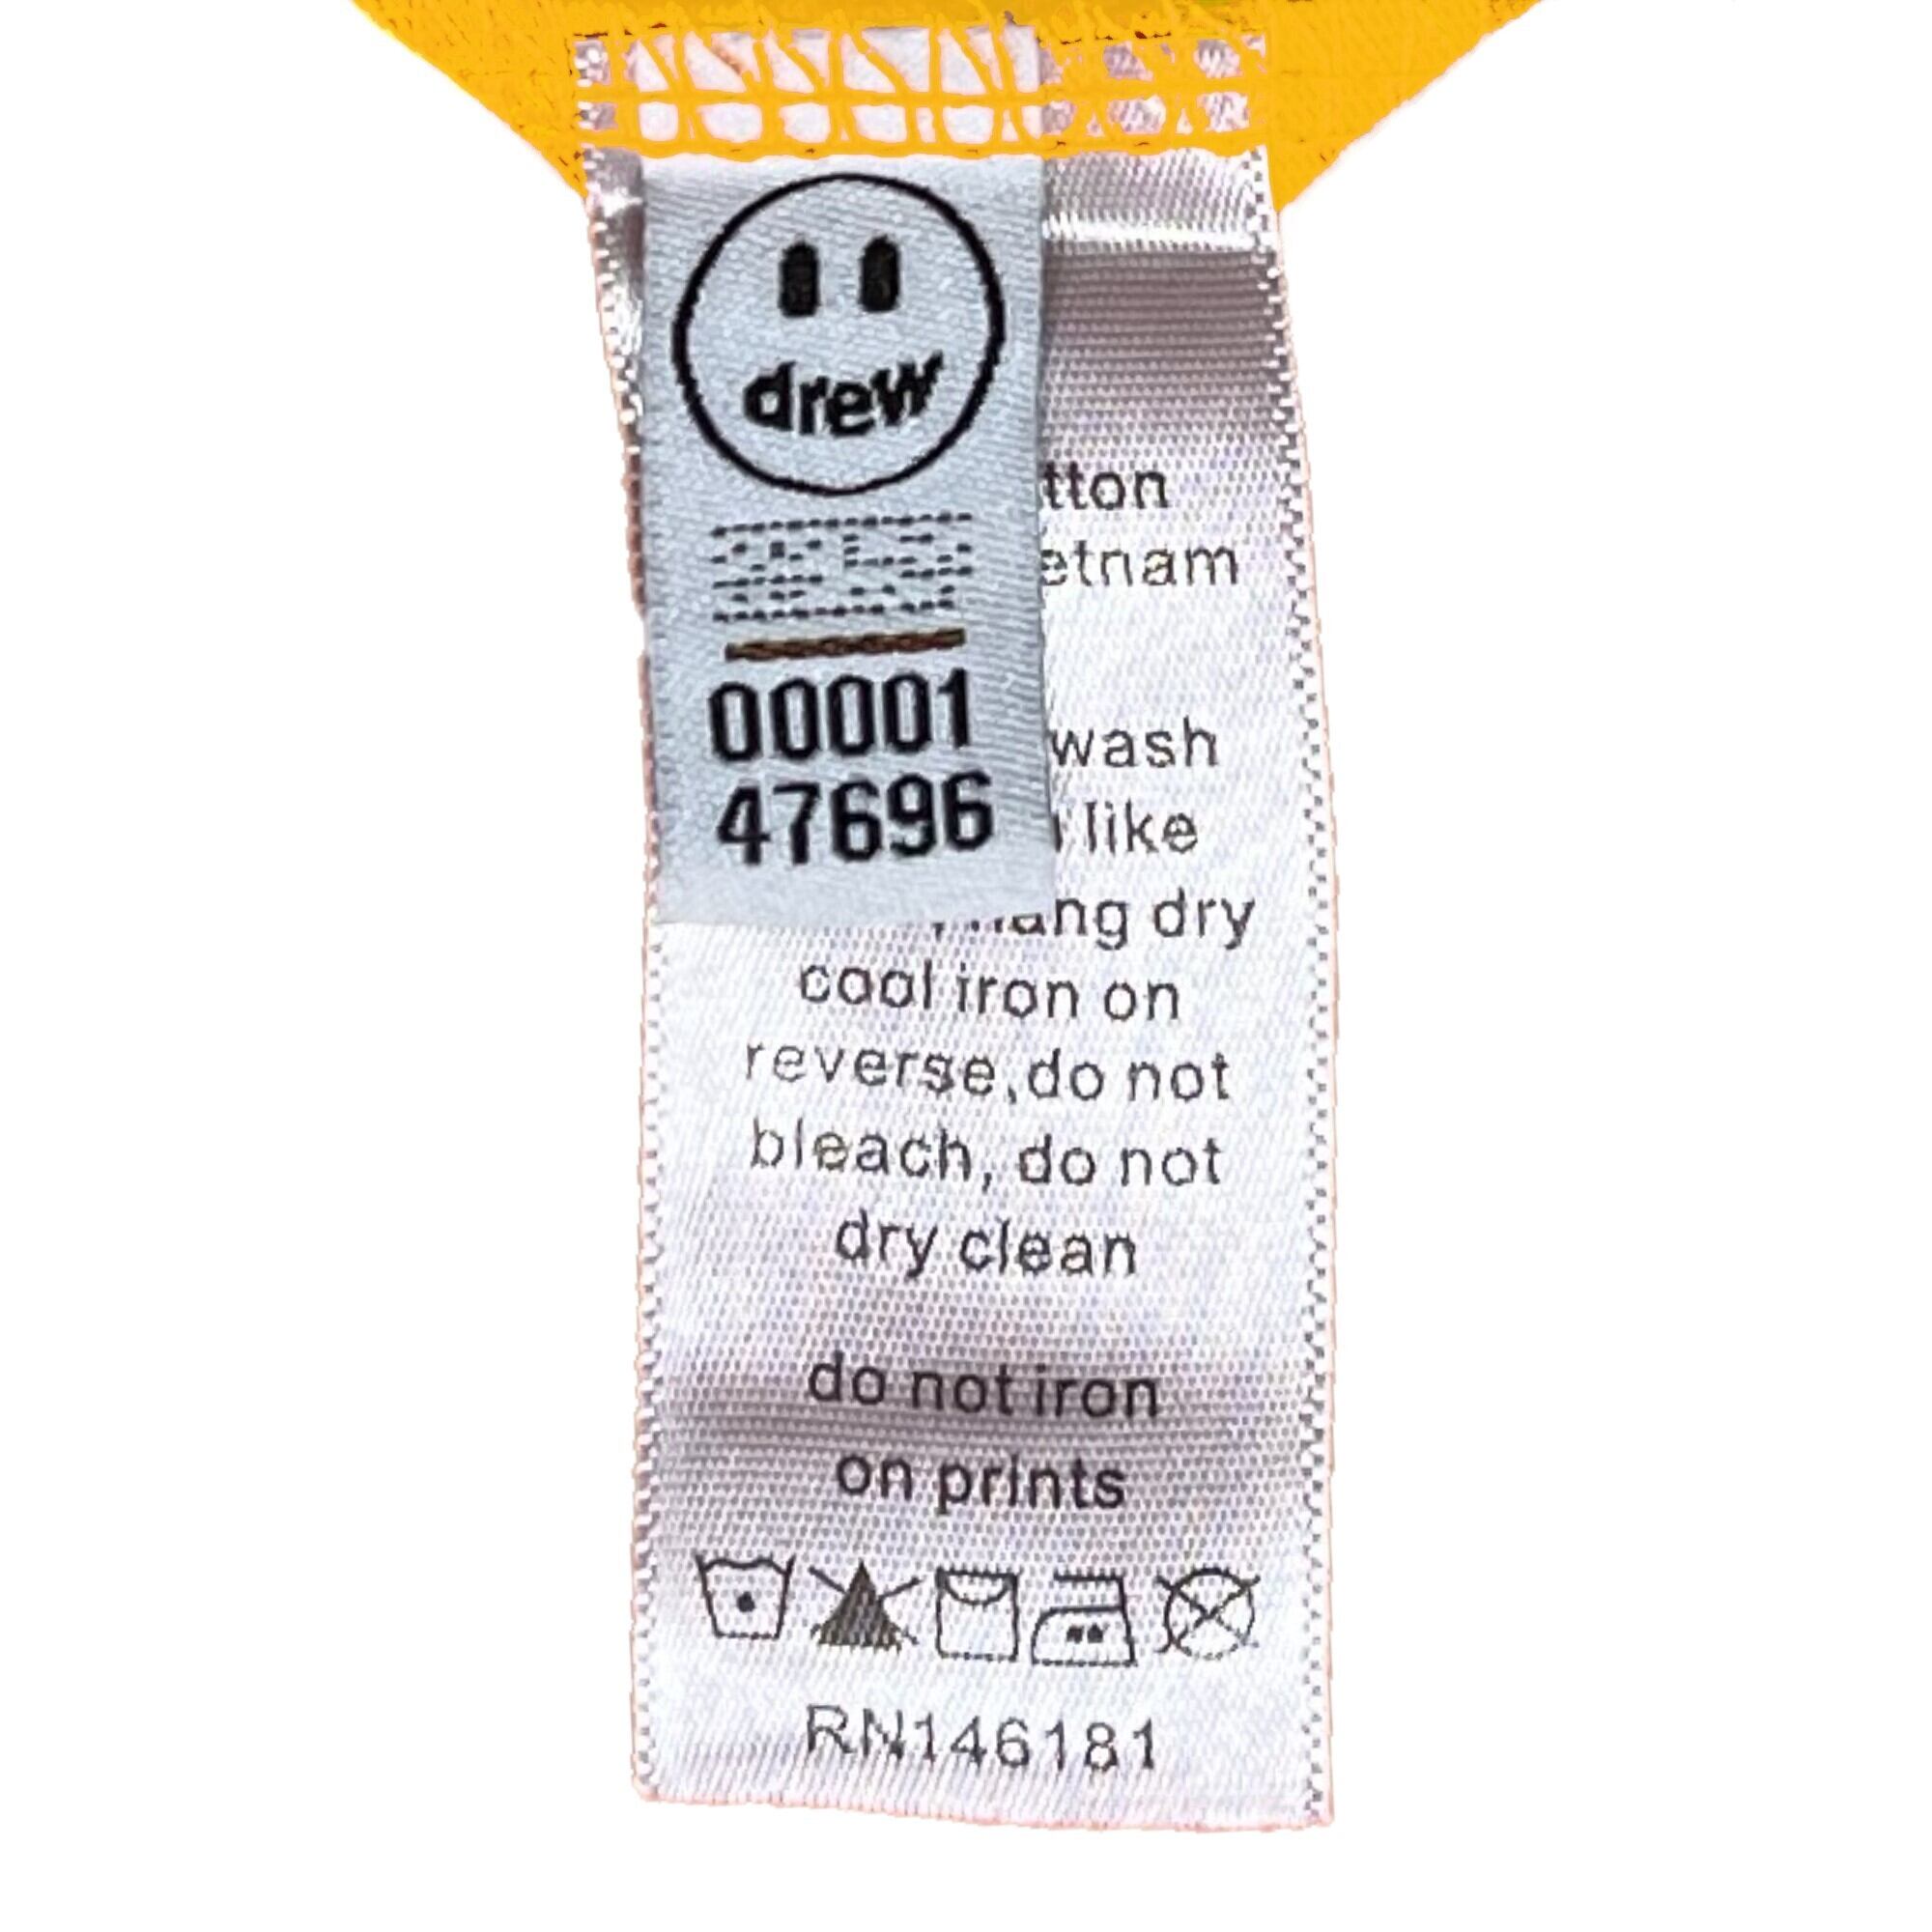 drew
00001
47696
tton
etnam
wash
like
hang dry
cool iron on
reverse,do not
bleach, do not
dry clean
do not iron
on prints
RN146181